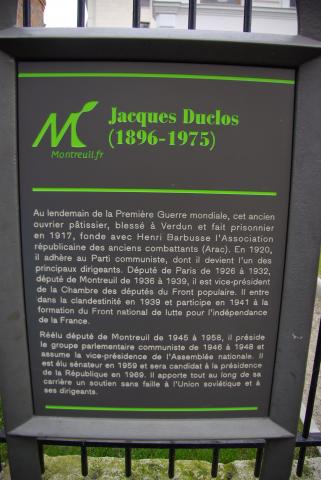 Jacques Duclos
(1896-1975)
Montreuil.fr
Au lendemain de la Première Guerre mondiale, cet ancien
ouvrier pâtissier, blessé à Verdun et fait prisonnier
en 1917, fonde avec Henri Barbusse l'Association
républicaine des anciens combattants (Arac). En 1920,
il adhère au Parti communiste, dont il devient l'un des
principaux dirigeants. Député de Paris de 1926 à 1932,
député de Montreuil de 1936 à 1939, il est vice-président
de la Chambre des députés du Front populaire. Il entre
dans la clandestinité en 1939 et participe en 1941 à la
formation du Front national de lutte pour l'indépendance
de la France.
Réélu député de Montreuil de 1945 à 1958, il préside
le groupe parlementaire communiste de 1946 à 1948 et
assume la vice-présidence de l'Assemblée nationale. Il
est élu sénateur en 1959 et sera candidat à la présidence
de la République en 1969. Il apporte tout au long de sa
carrière un soutien sans faille à l'Union soviétique et à
ses dirigeants.